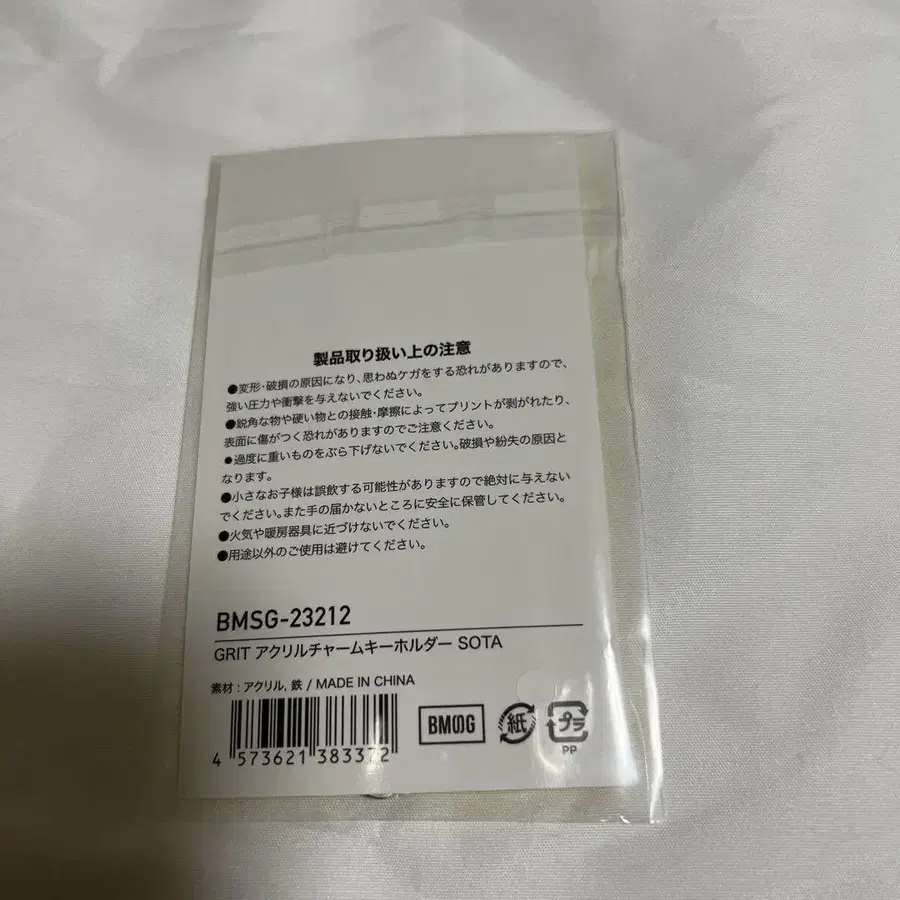 製品取り扱い上の注意
●変形・破損の原因になり、思わぬケガをする恐れがありますので、
強い圧力や衝撃を与えないでください。
●鋭角な物や硬い物との接触・摩擦によってプリントが剥がれたり、
表面に傷がつく恐れがありますのでご注意ください。
●過度に重いものをぶら下げないでください。破損や紛失の原因と
なります。
●小さなお子様は誤飲する可能性がありますので絶対に与えない
でください。また手の届かないところに安全に保管してください。
●火気や暖房器具に近づけないでください。
●用途以外のご使用は避けてください。
BMSG-23212
GRIT アクリルチャームキーホルダー SOTA
素材 : アクリル, 鉄 / MADE IN CHINA
4 573621 383372
BMSG
紙
プラ
PP